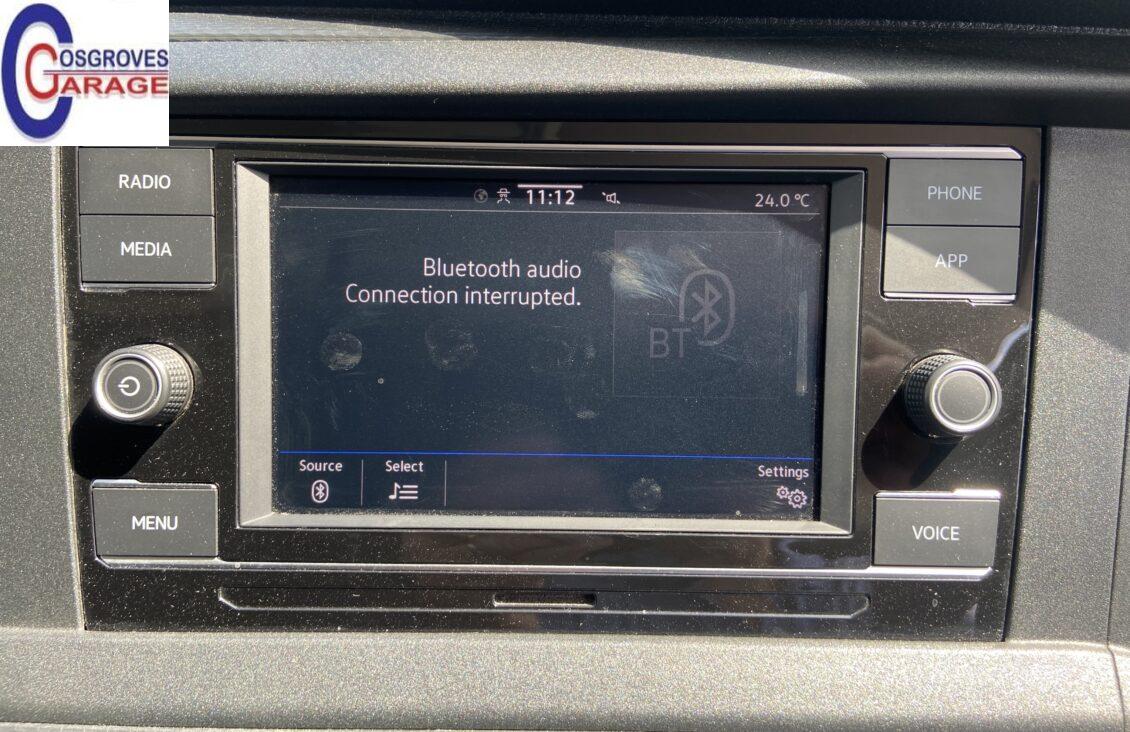 COSGROVES
GARAGE
RADIO
MEDIA
MENU
11:12
24.0 °C
Bluetooth audio
Connection interrupted.
BT
Source
Select
Settings
PHONE
APP
VOICE